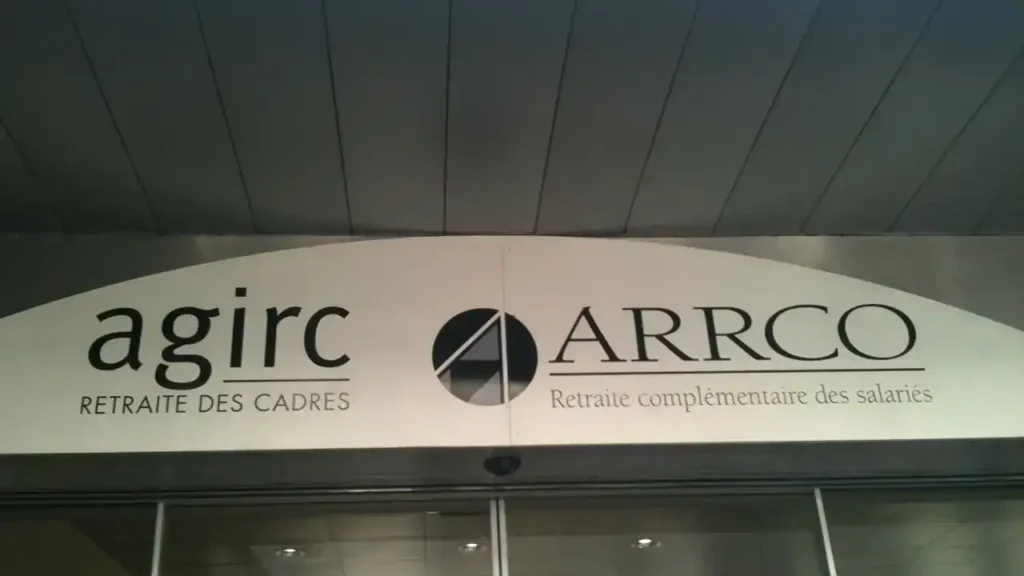 agirc
RETRAITE DES CADRES
ARRCO
Retraite complémentaire des salariés